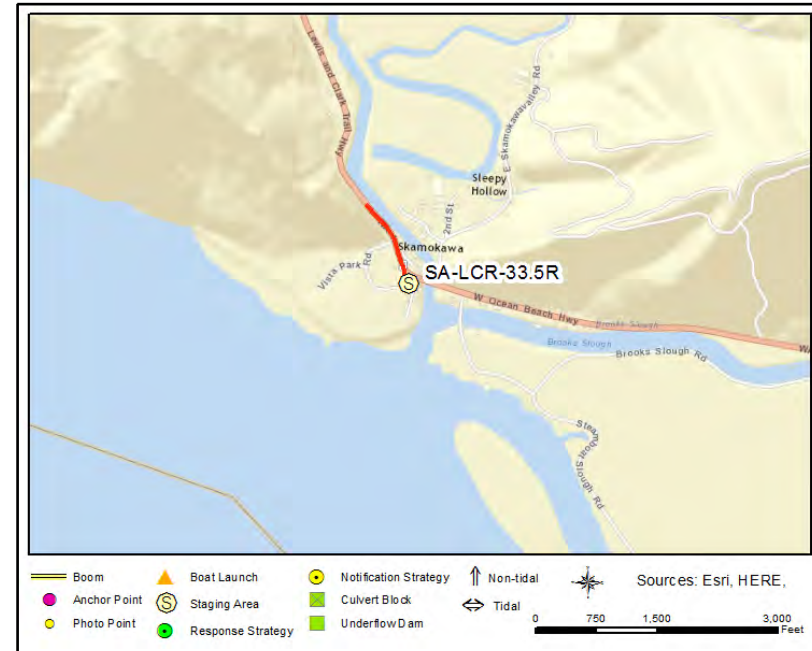 Lewis and Clark Trail
Hwy
E Skamokawavalley Rd
Sleepy
Hollow
2nd St
Skamokawa
Vista Park Rd
SA-LCR-33.5R
S
W Ocean Beach Hwy
Brooks Slough
Brooks Slough
Brooks Slough Rd
Steamboat
Slough Rd
Boom
Boat Launch
Notification Strategy
Non-tidal
Sources: Esri, HERE,
Anchor Point
S
Staging Area
Culvert Block
Tidal
Photo Point
Response Strategy
Underflow Dam
0 750 1,500 3,000
Feet